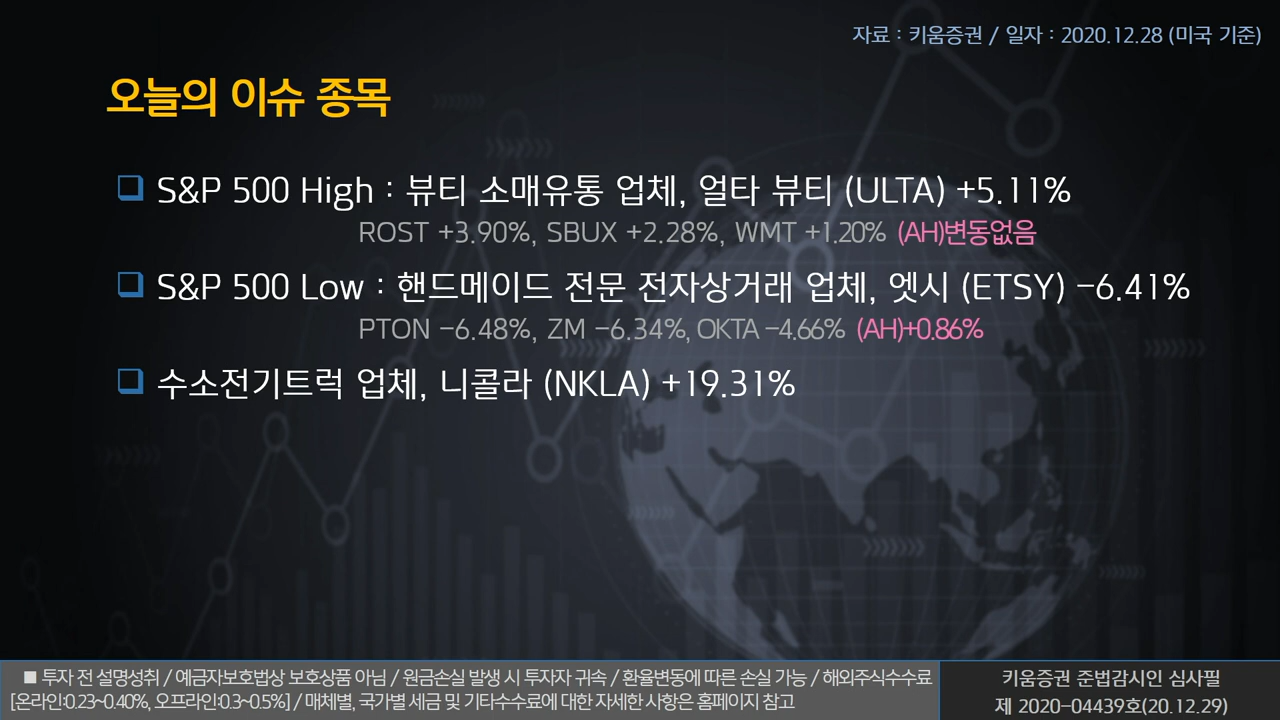 자료 : 키움증권 / 일자 : 2020.12.28 (미국 기준)
오늘의 이슈 종목
❏ S&P 500 High : 뷰티 소매유통 업체, 얼타 뷰티 (ULTA) +5.11%
ROST +3.90%, SBUX +2.28%, WMT +1.20% (AH)변동없음
❏ S&P 500 Low : 핸드메이드 전문 전자상거래 업체, 엣시 (ETSY) -6.41%
PTON -6.48%, ZM -6.34%, OKTA -4.66% (AH)+0.86%
❏ 수소전기트럭 업체, 니콜라 (NKLA) +19.31%
■ 투자 전 설명성취 / 예금자보호법상 보호상품 아님 / 원금손실 발생 시 투자자 귀속 / 환율변동에 따른 손실 가능 / 해외주식수수료
[온라인:0.23~0.40%, 오프라인:0.3~0.5%] / 매체별, 국가별 세금 및 기타수수료에 대한 자세한 사항은 홈페이지 참고
키움증권 준법감시인 심사필
제 2020-04439호(20.12.29)